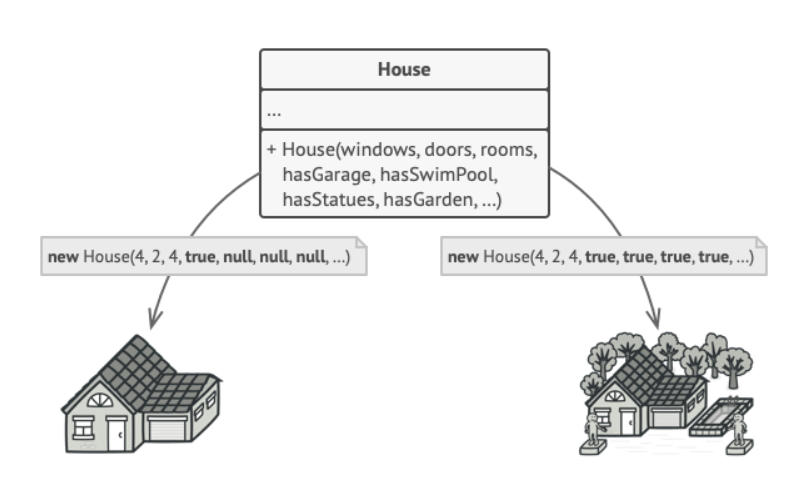 House
...
+ House(windows, doors, rooms,
hasGarage, hasSwimPool,
hasStatues, hasGarden, ...)
new House(4, 2, 4, true, null, null, null, ...)
new House(4, 2, 4, true, true, true, true, ...)